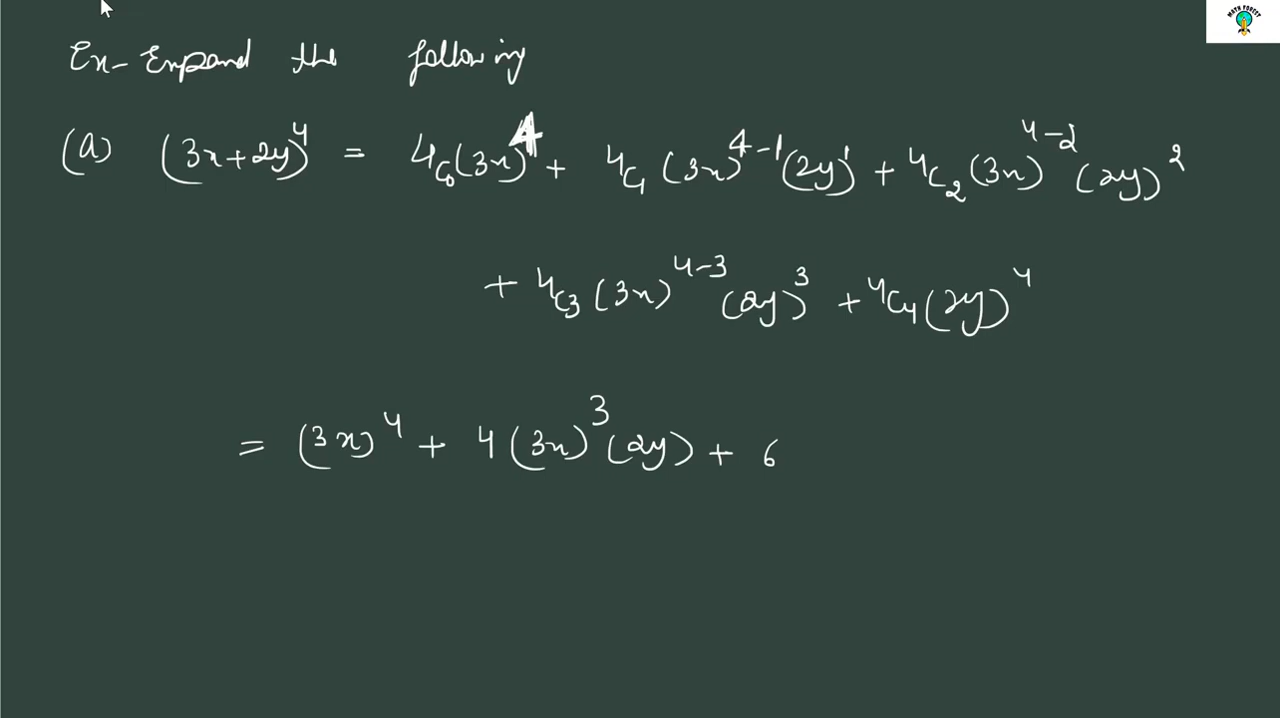 MATH FOREST
Ex- Expand the following
(a) (3x+2y)⁴ = 4C₀(3x)⁴ + 4C₁(3x)⁴⁻¹(2y)¹ + 4C₂(3x)⁴⁻²(2y)²
+ 4C₃(3x)⁴⁻³(2y)³ + 4C₄(2y)⁴
= (3x)⁴ + 4(3x)³(2y) + 6